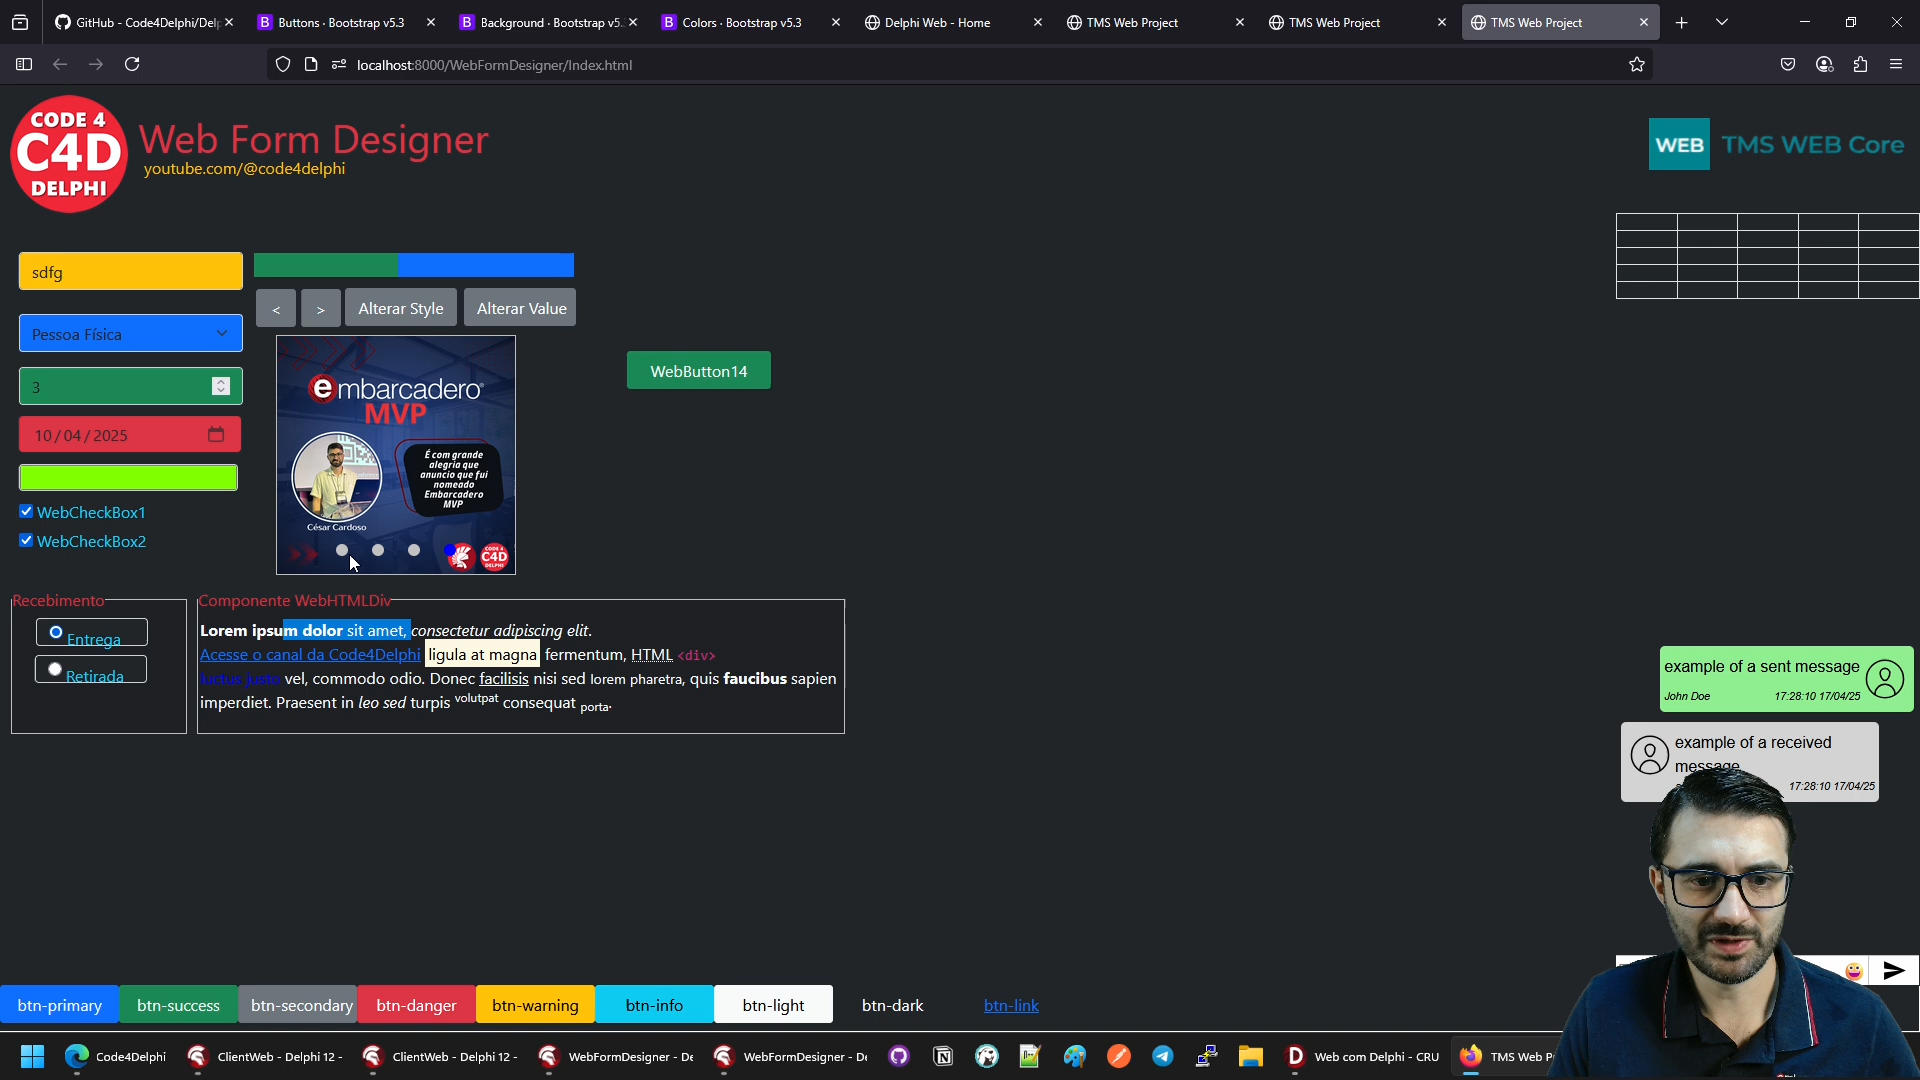 GitHub - Code4Delphi/Del
Buttons · Bootstrap v5.3
Background · Bootstrap v5.
Colors · Bootstrap v5.3
Delphi Web - Home
TMS Web Project
TMS Web Project
TMS Web Project
localhost:8000/WebFormDesigner/Index.html
CODE 4
C4D
DELPHI
Web Form Designer
youtube.com/@code4delphi
WEB
TMS WEB Core
sdfg
Pessoa Física
3
10 / 04 / 2025
WebCheckBox1
WebCheckBox2
<
>
Alterar Style
Alterar Value
embarcadero
MVP
É com grande
alegria que
anuncio que fui
nomeado
Embarcadero
MVP
César Cardoso
CODE 4
C4D
DELPHI
WebButton14
Recebimento
Entrega
Retirada
Componente WebHTMLDiv
Lorem ipsum dolor sit amet, consectetur adipiscing elit.
Acesse o canal da Code4Delphi ligula at magna fermentum, HTML <div>
luctus justo vel, commodo odio. Donec facilisis nisi sed lorem pharetra, quis faucibus sapien
imperdiet. Praesent in leo sed turpis volutpat consequat porta.
example of a sent message
John Doe
17:28:10 17/04/25
example of a received
message
17:28:10 17/04/25
btn-primary
btn-success
btn-secondary
btn-danger
btn-warning
btn-info
btn-light
btn-dark
btn-link
Code4Delphi
ClientWeb - Delphi 12 -
ClientWeb - Delphi 12 -
WebFormDesigner - De
WebFormDesigner - De
Web com Delphi - CRU
TMS Web P